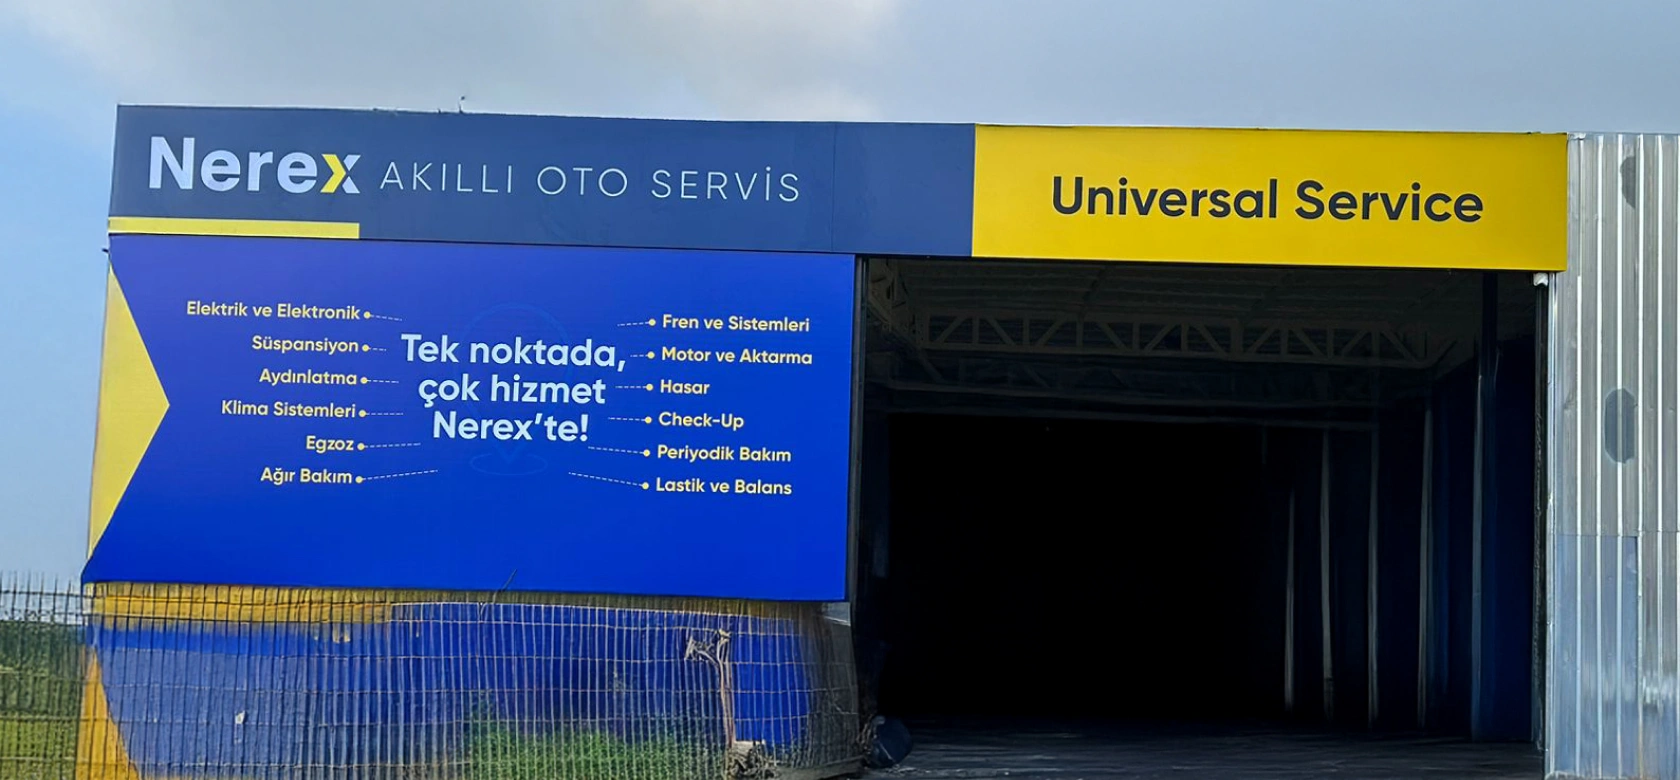 Nerex AKILLI OTO SERVİS
Universal Service
Elektrik ve Elektronik
Süspansiyon
Aydınlatma
Klima Sistemleri
Egzoz
Ağır Bakım
Tek noktada,
çok hizmet
Nerex'te!
Fren ve Sistemleri
Motor ve Aktarma
Hasar
Check-Up
Periyodik Bakım
Lastik ve Balans